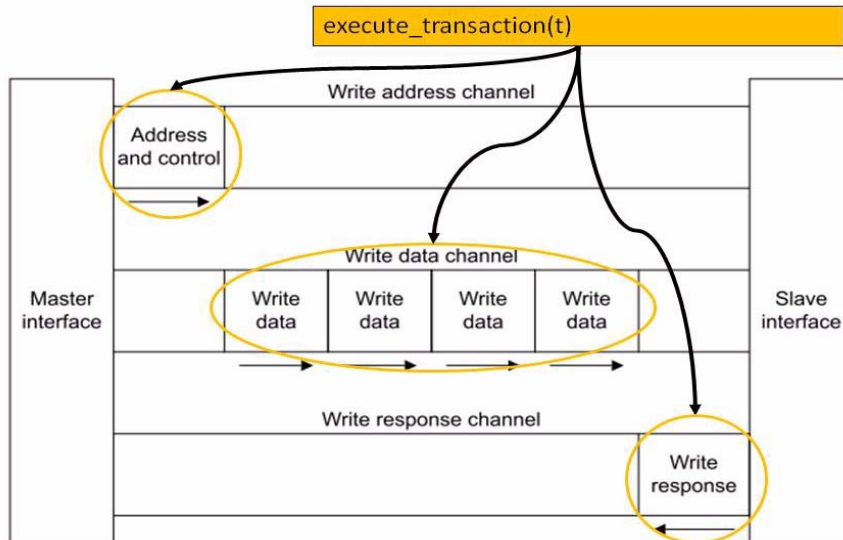 execute_transaction(t)
Write address channel
Address
and control
Write data channel
Master
interface
Write
data
Write
data
Write
data
Write
data
Slave
interface
Write response channel
Write
response